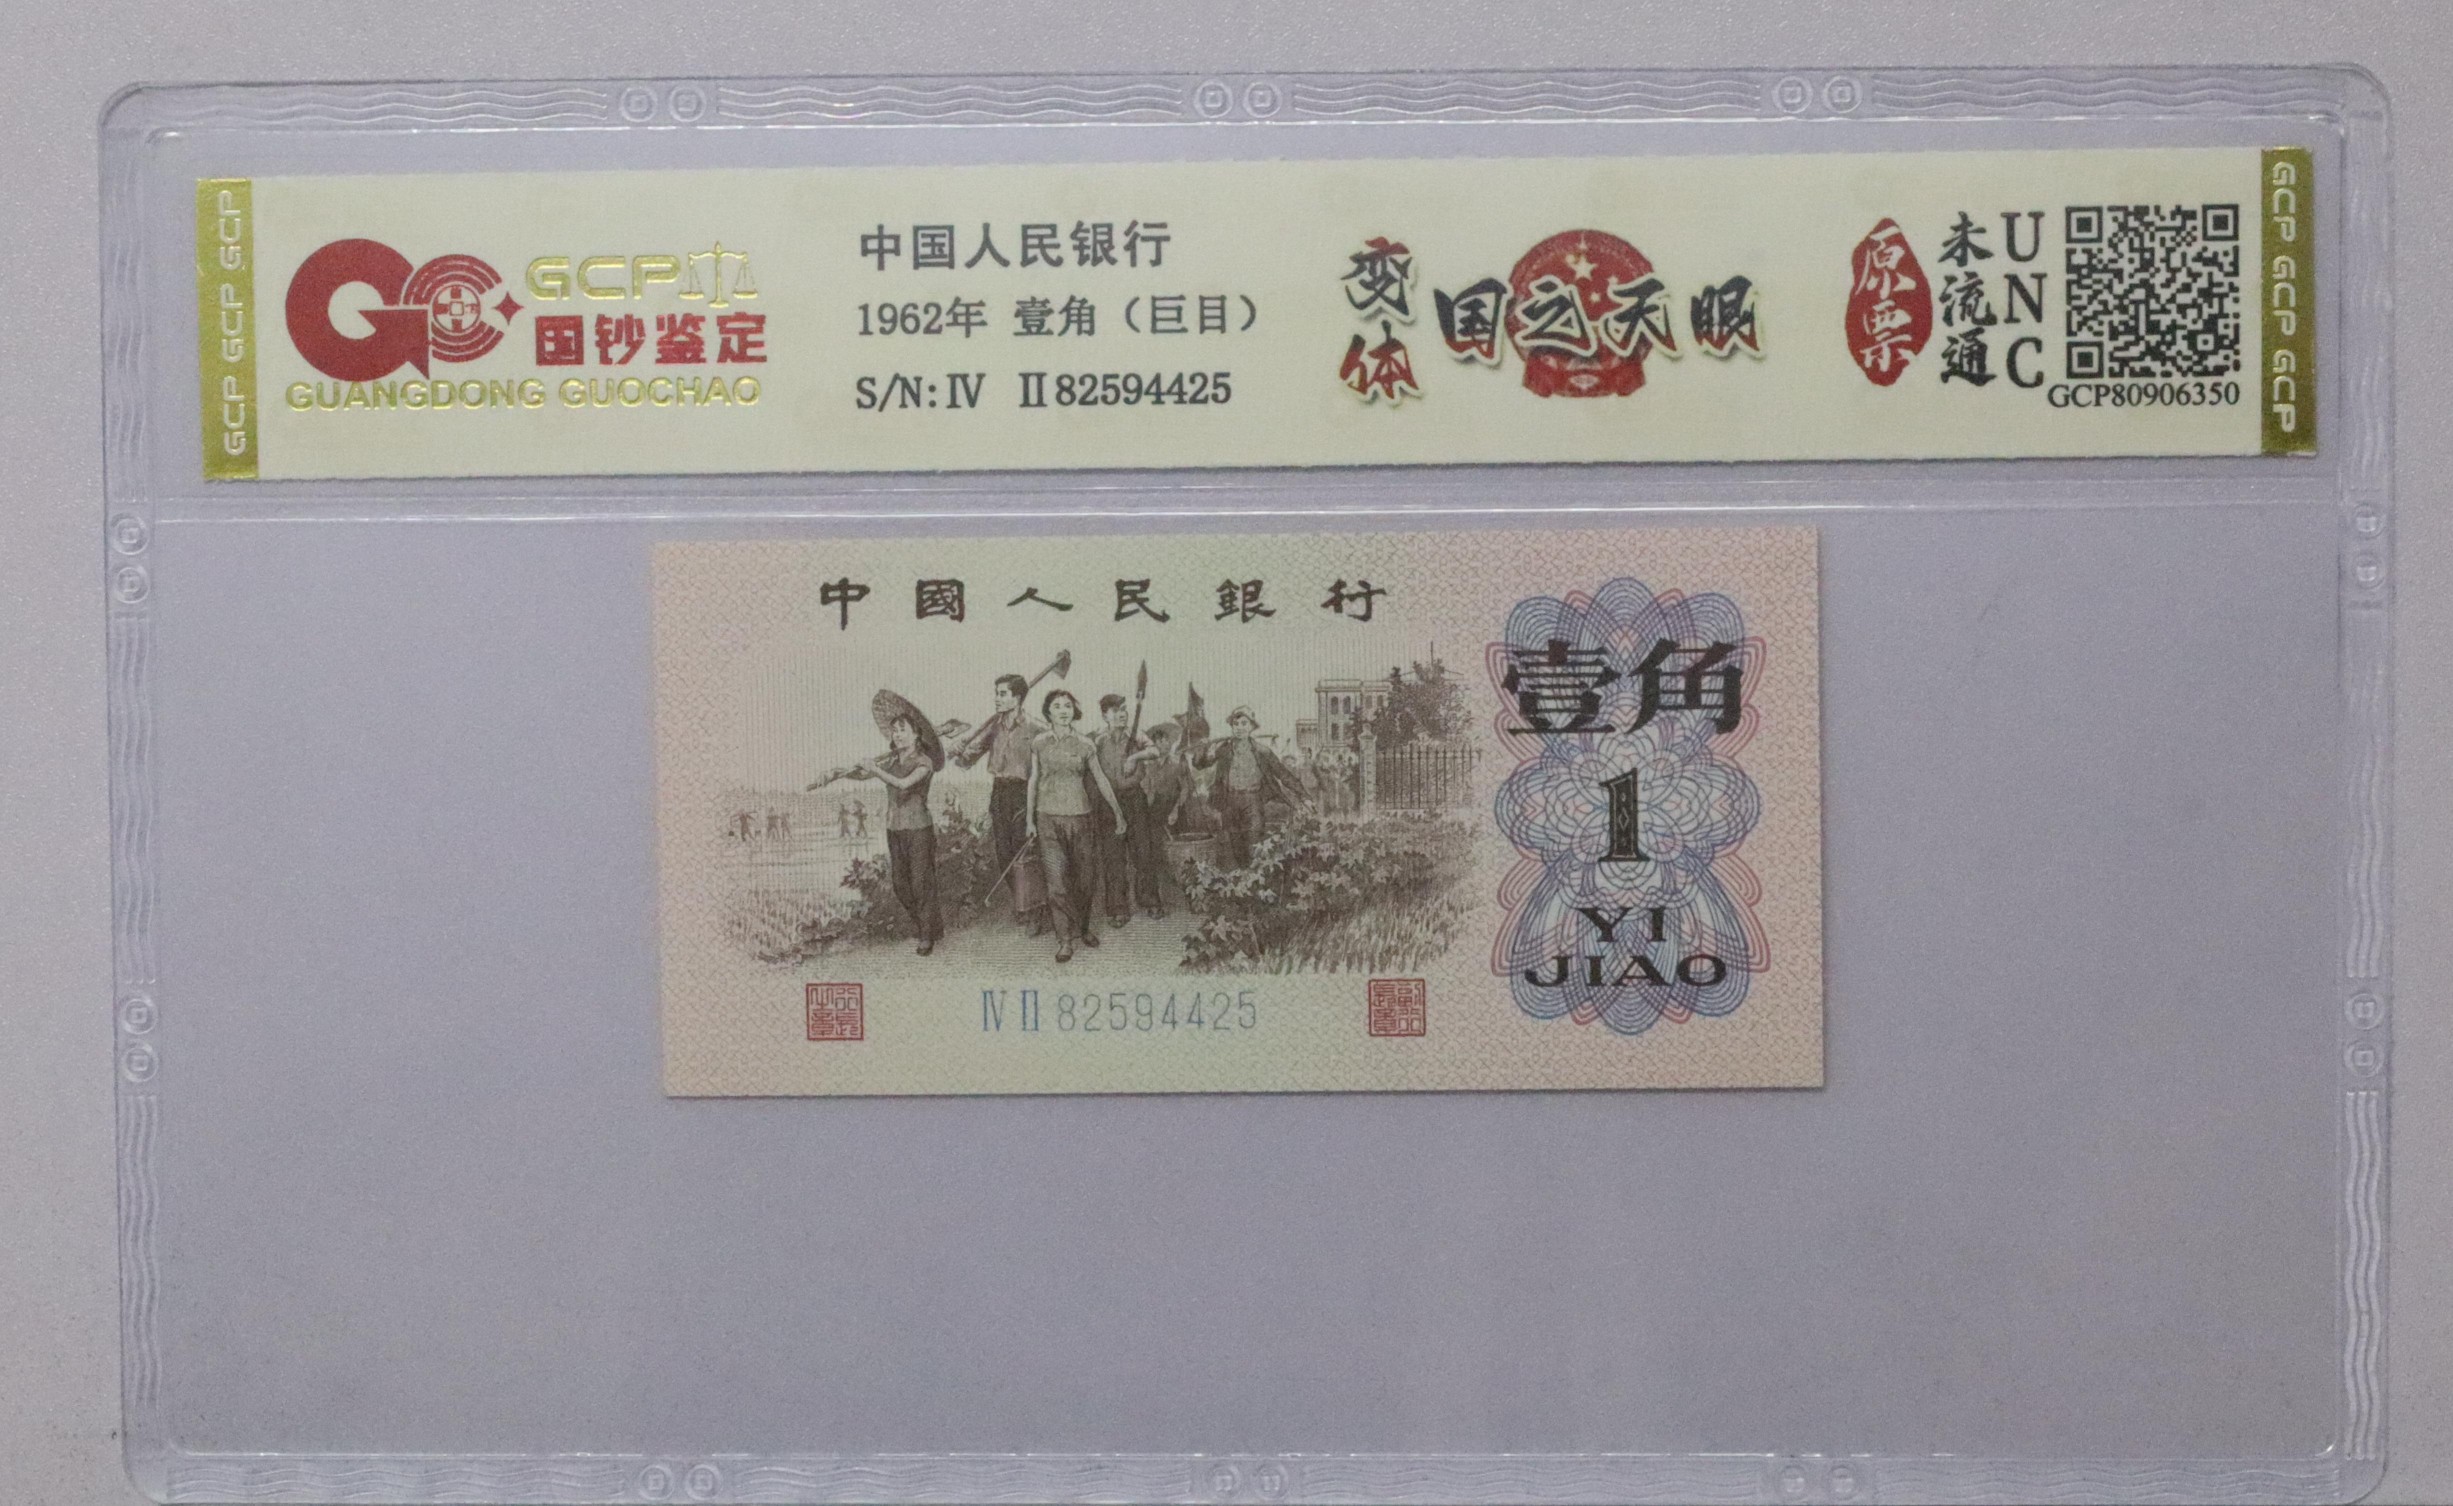 GCP GCP GCP
GCP
国钞鉴定
GUANGDONG GUOCHAO
中国人民银行
1962年 壹角（巨目）
S/N: Ⅳ Ⅱ 82594425
变体
国之天眼
原票
未流通
UNC
GCP80906350
GCP GCP GCP
中國人民銀行
壹角
1
YI
JIAO
Ⅳ Ⅱ 82594425